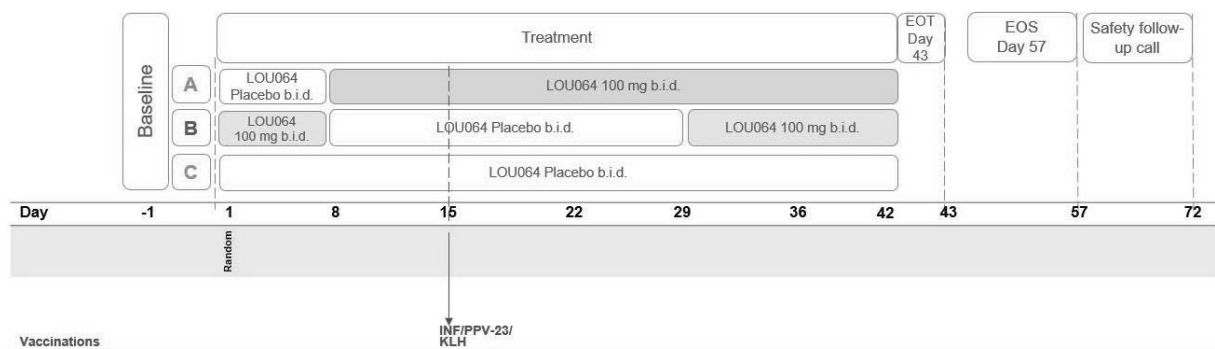 Baseline
Treatment
EOT
Day
43
EOS
Day 57
Safety follow-
up call
A
LOU064
Placebo b.i.d.
LOU064 100 mg b.i.d.
B
LOU064
100 mg b.i.d.
LOU064 Placebo b.i.d.
LOU064 100 mg b.i.d.
C
LOU064 Placebo b.i.d.
Day -1 1 8 15 22 29 36 42 43 57 72
Random
INF/PPV-23/
KLH
Vaccinations